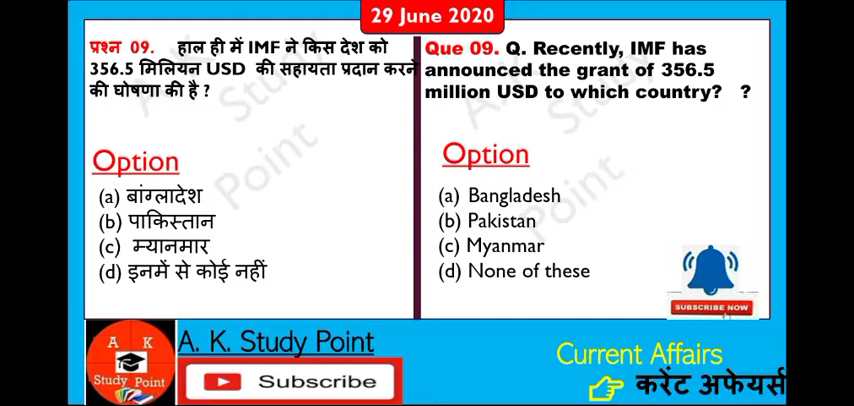 29 June 2020
प्रश्न 09. हाल ही में IMF ने किस देश को
356.5 मिलियन USD की सहायता प्रदान करने
की घोषणा की है ?
Option
(a) बांग्लादेश
(b) पाकिस्तान
(c) म्यानमार
(d) इनमें से कोई नहीं
Que 09. Q. Recently, IMF has
announced the grant of 356.5
million USD to which country? ?
Option
(a) Bangladesh
(b) Pakistan
(c) Myanmar
(d) None of these
A. K. Study Point
SUBSCRIBE NOW
A K
Study Point
A. K. Study Point
Subscribe
Current Affairs
करेंट अफेयर्स